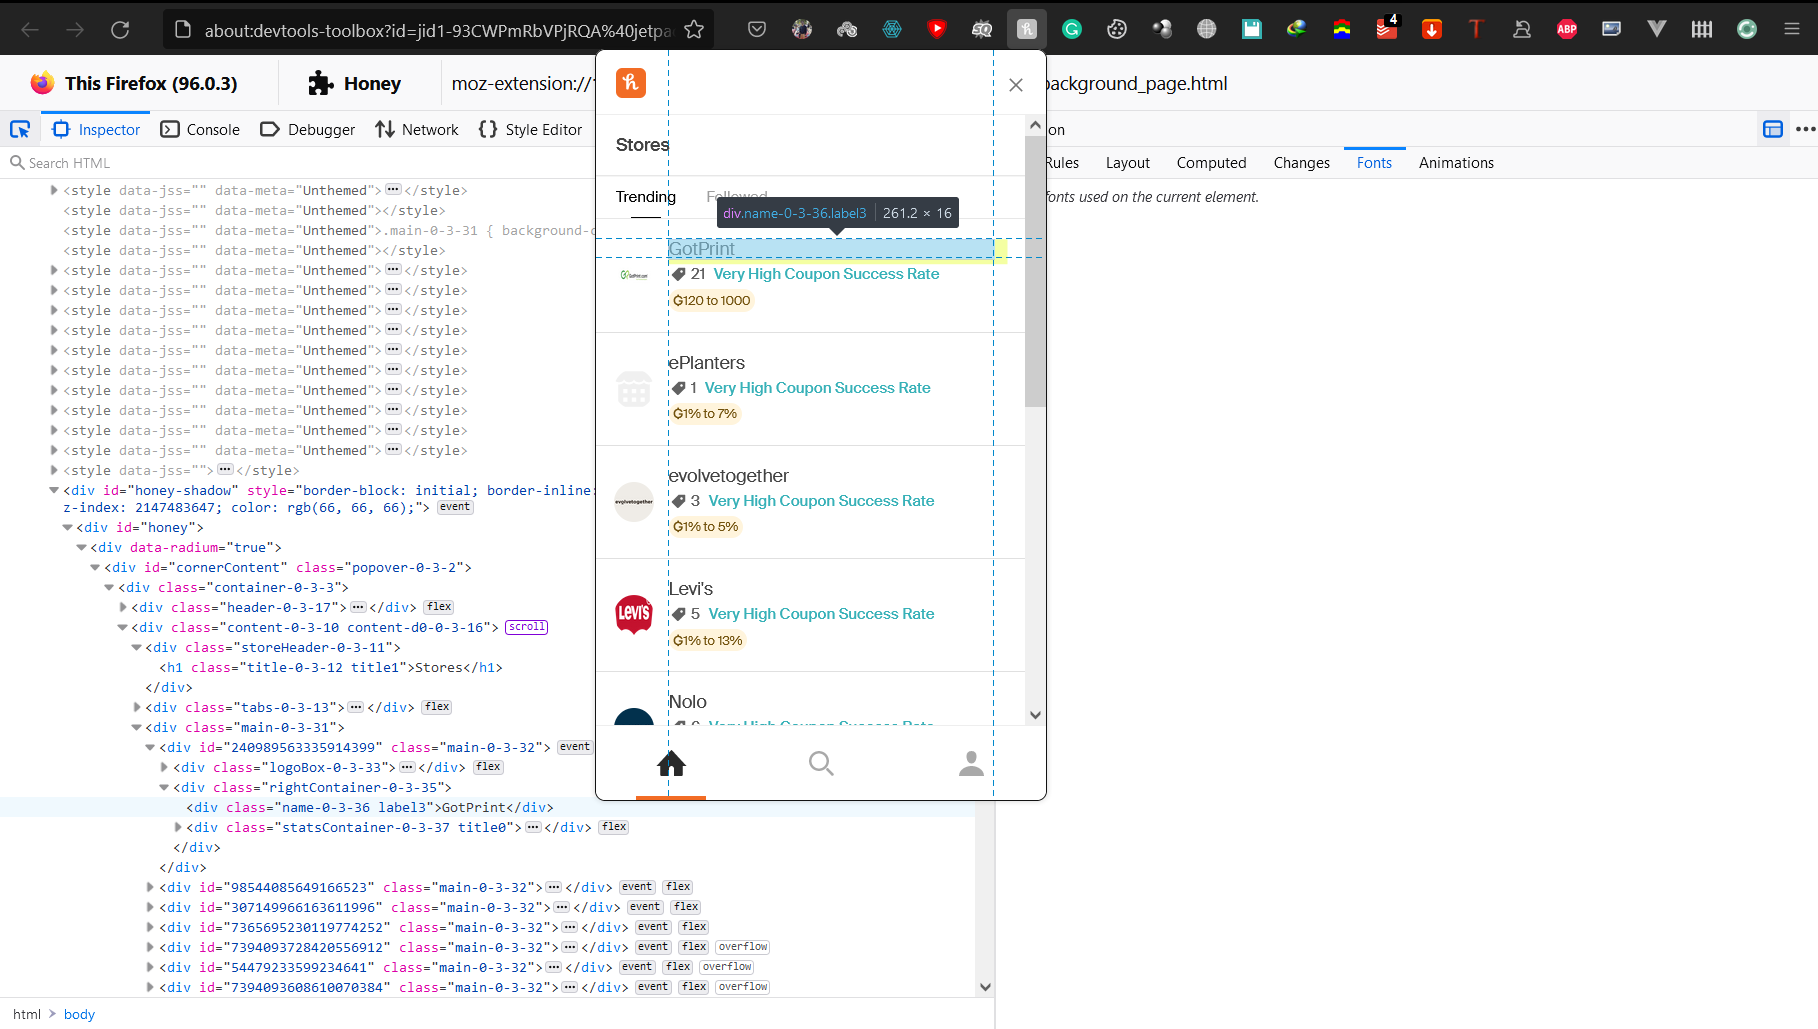 about:devtools-toolbox?id=jid1-93CWPmRbVPjRQA%40jetpac
4
ABP
This Firefox (96.0.3)
Honey
moz-extension://
background_page.html
Inspector
Console
Debugger
Network
Style Editor
on
Search HTML
Rules
Layout
Computed
Changes
Fonts
Animations
fonts used on the current element.
<style data-jss="" data-meta="Unthemed"></style>
<style data-jss="" data-meta="Unthemed"></style>
<style data-jss="" data-meta="Unthemed">.main-0-3-31 { background-c
<style data-jss="" data-meta="Unthemed"></style>
<style data-jss="" data-meta="Unthemed"></style>
<style data-jss="" data-meta="Unthemed"></style>
<style data-jss="" data-meta="Unthemed"></style>
<style data-jss="" data-meta="Unthemed"></style>
<style data-jss="" data-meta="Unthemed"></style>
<style data-jss="" data-meta="Unthemed"></style>
<style data-jss="" data-meta="Unthemed"></style>
<style data-jss="" data-meta="Unthemed"></style>
<style data-jss="" data-meta="Unthemed"></style>
<style data-jss="" data-meta="Unthemed"></style>
<style data-jss=""></style>
<div id="honey-shadow" style="border-block: initial; border-inline:
z-index: 2147483647; color: rgb(66, 66, 66);"> event
<div id="honey">
<div data-radium="true">
<div id="cornerContent" class="popover-0-3-2">
<div class="container-0-3-3">
<div class="header-0-3-17"></div> flex
<div class="content-0-3-10 content-d0-0-3-16"> scroll
<div class="storeHeader-0-3-11">
<h1 class="title-0-3-12 title1">Stores</h1>
</div>
<div class="tabs-0-3-13"></div> flex
<div class="main-0-3-31">
<div id="240989563335914399" class="main-0-3-32"> event
<div class="logoBox-0-3-33"></div> flex
<div class="rightContainer-0-3-35">
<div class="name-0-3-36 label3">GotPrint</div>
<div class="statsContainer-0-3-37 title0"></div> flex
</div>
</div>
<div id="98544085649166523" class="main-0-3-32"></div> event flex
<div id="307149966163611996" class="main-0-3-32"></div> event flex
<div id="7365695230119774252" class="main-0-3-32"></div> event flex
<div id="7394093728420556912" class="main-0-3-32"></div> event flex overflow
<div id="54479233599234641" class="main-0-3-32"></div> event flex overflow
<div id="7394093608610070384" class="main-0-3-32"></div> event flex overflow
html
body
h
Stores
Trending
Followed
div.name-0-3-36.label3
261.2 × 16
GotPrint
GotPrint.com
21 Very High Coupon Success Rate
120 to 1000
ePlanters
1 Very High Coupon Success Rate
1% to 7%
evolvetogether
evolvetogether
3 Very High Coupon Success Rate
1% to 5%
Levi's
LEVI'S
5 Very High Coupon Success Rate
1% to 13%
Nolo
6 Very High Coupon Success Rate